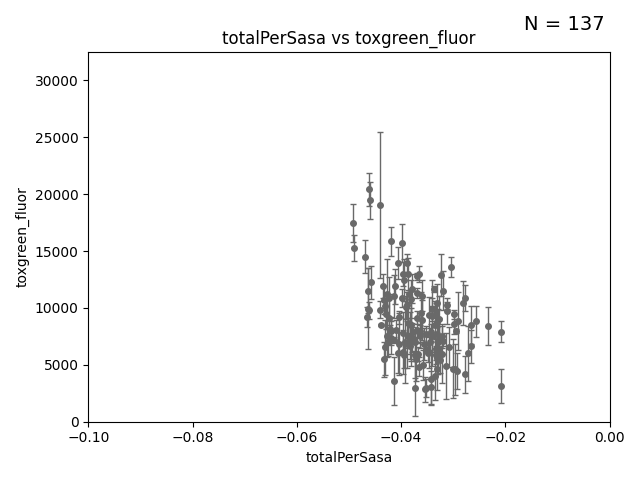 N = 137
totalPerSasa vs toxgreen_fluor
30000
25000
20000
15000
10000
5000
0
toxgreen_fluor
−0.10 −0.08 −0.06 −0.04 −0.02 0.00
totalPerSasa